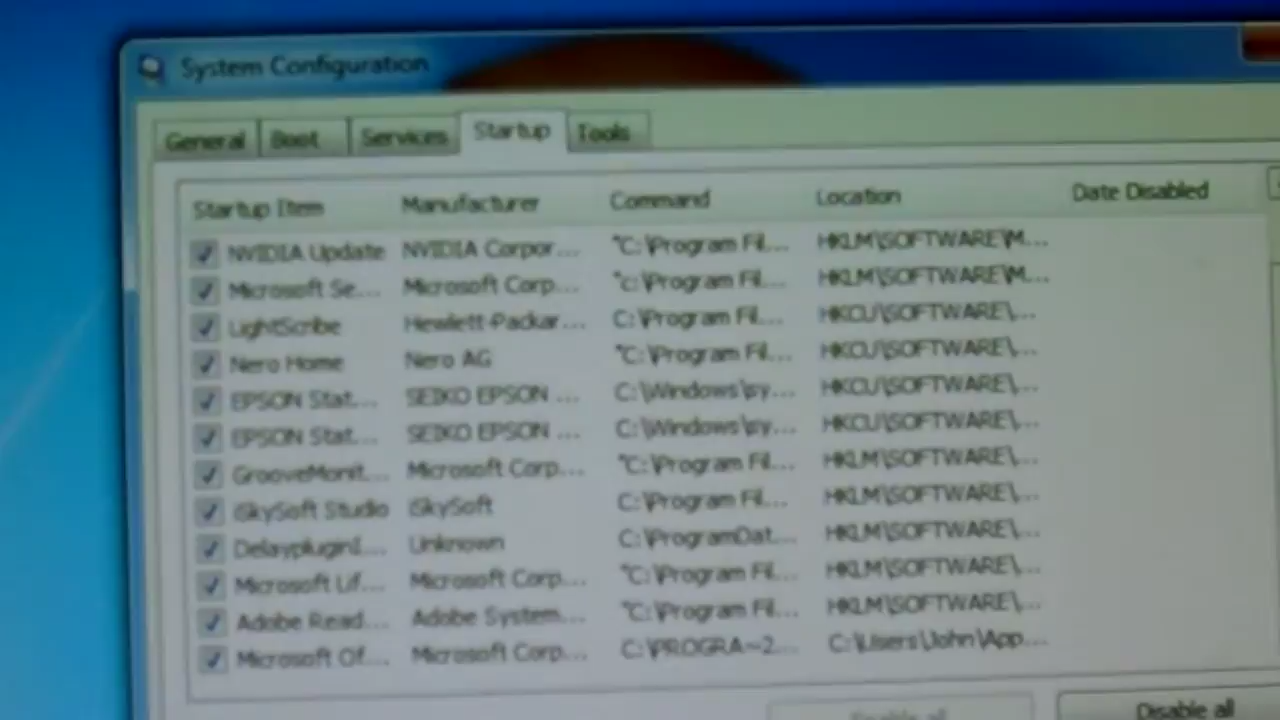 System Configuration
General Boot Services Startup Tools
Startup Item Manufacturer Command Location Date Disabled
NVIDIA Update NVIDIA Corpor... "C:\Program Fil... HKLM\SOFTWARE\M...
Microsoft Se... Microsoft Corp... "c:\Program Fil... HKLM\SOFTWARE\M...
LightScribe Hewlett-Packar... C:\Program Fil... HKCU\SOFTWARE\...
Nero Home Nero AG "C:\Program Fil... HKCU\SOFTWARE\...
EPSON Stat... SEIKO EPSON ... C:\Windows\sy... HKCU\SOFTWARE\...
EPSON Stat... SEIKO EPSON ... C:\Windows\sy... HKCU\SOFTWARE\...
GrooveMonit... Microsoft Corp... "C:\Program Fil... HKLM\SOFTWARE\...
iSkySoft Studio iSkySoft C:\Program Fil... HKLM\SOFTWARE\...
DelaypluginI... Unknown C:\ProgramDat... HKLM\SOFTWARE\...
Microsoft Lif... Microsoft Corp... "C:\Program Fil... HKLM\SOFTWARE\...
Adobe Read... Adobe System... "C:\Program Fil... HKLM\SOFTWARE\...
Microsoft Of... Microsoft Corp... C:\PROGRA~2... C:\Users\John\App...
Enable all Disable all